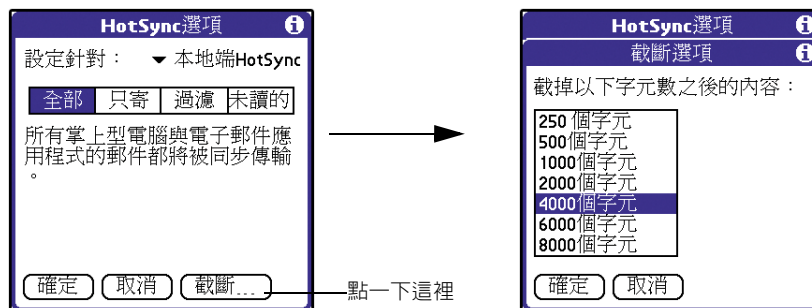 HotSync選項
設定針對： 本地端HotSync
全部 只寄 過濾 未讀的
所有掌上型電腦與電子郵件應
用程式的郵件都將被同步傳輸
。
確定 取消 截斷...
點一下這裡
HotSync選項
截斷選項
截掉以下字元數之後的內容：
250 個字元
500個字元
1000個字元
2000個字元
4000個字元
6000個字元
8000個字元
確定 取消